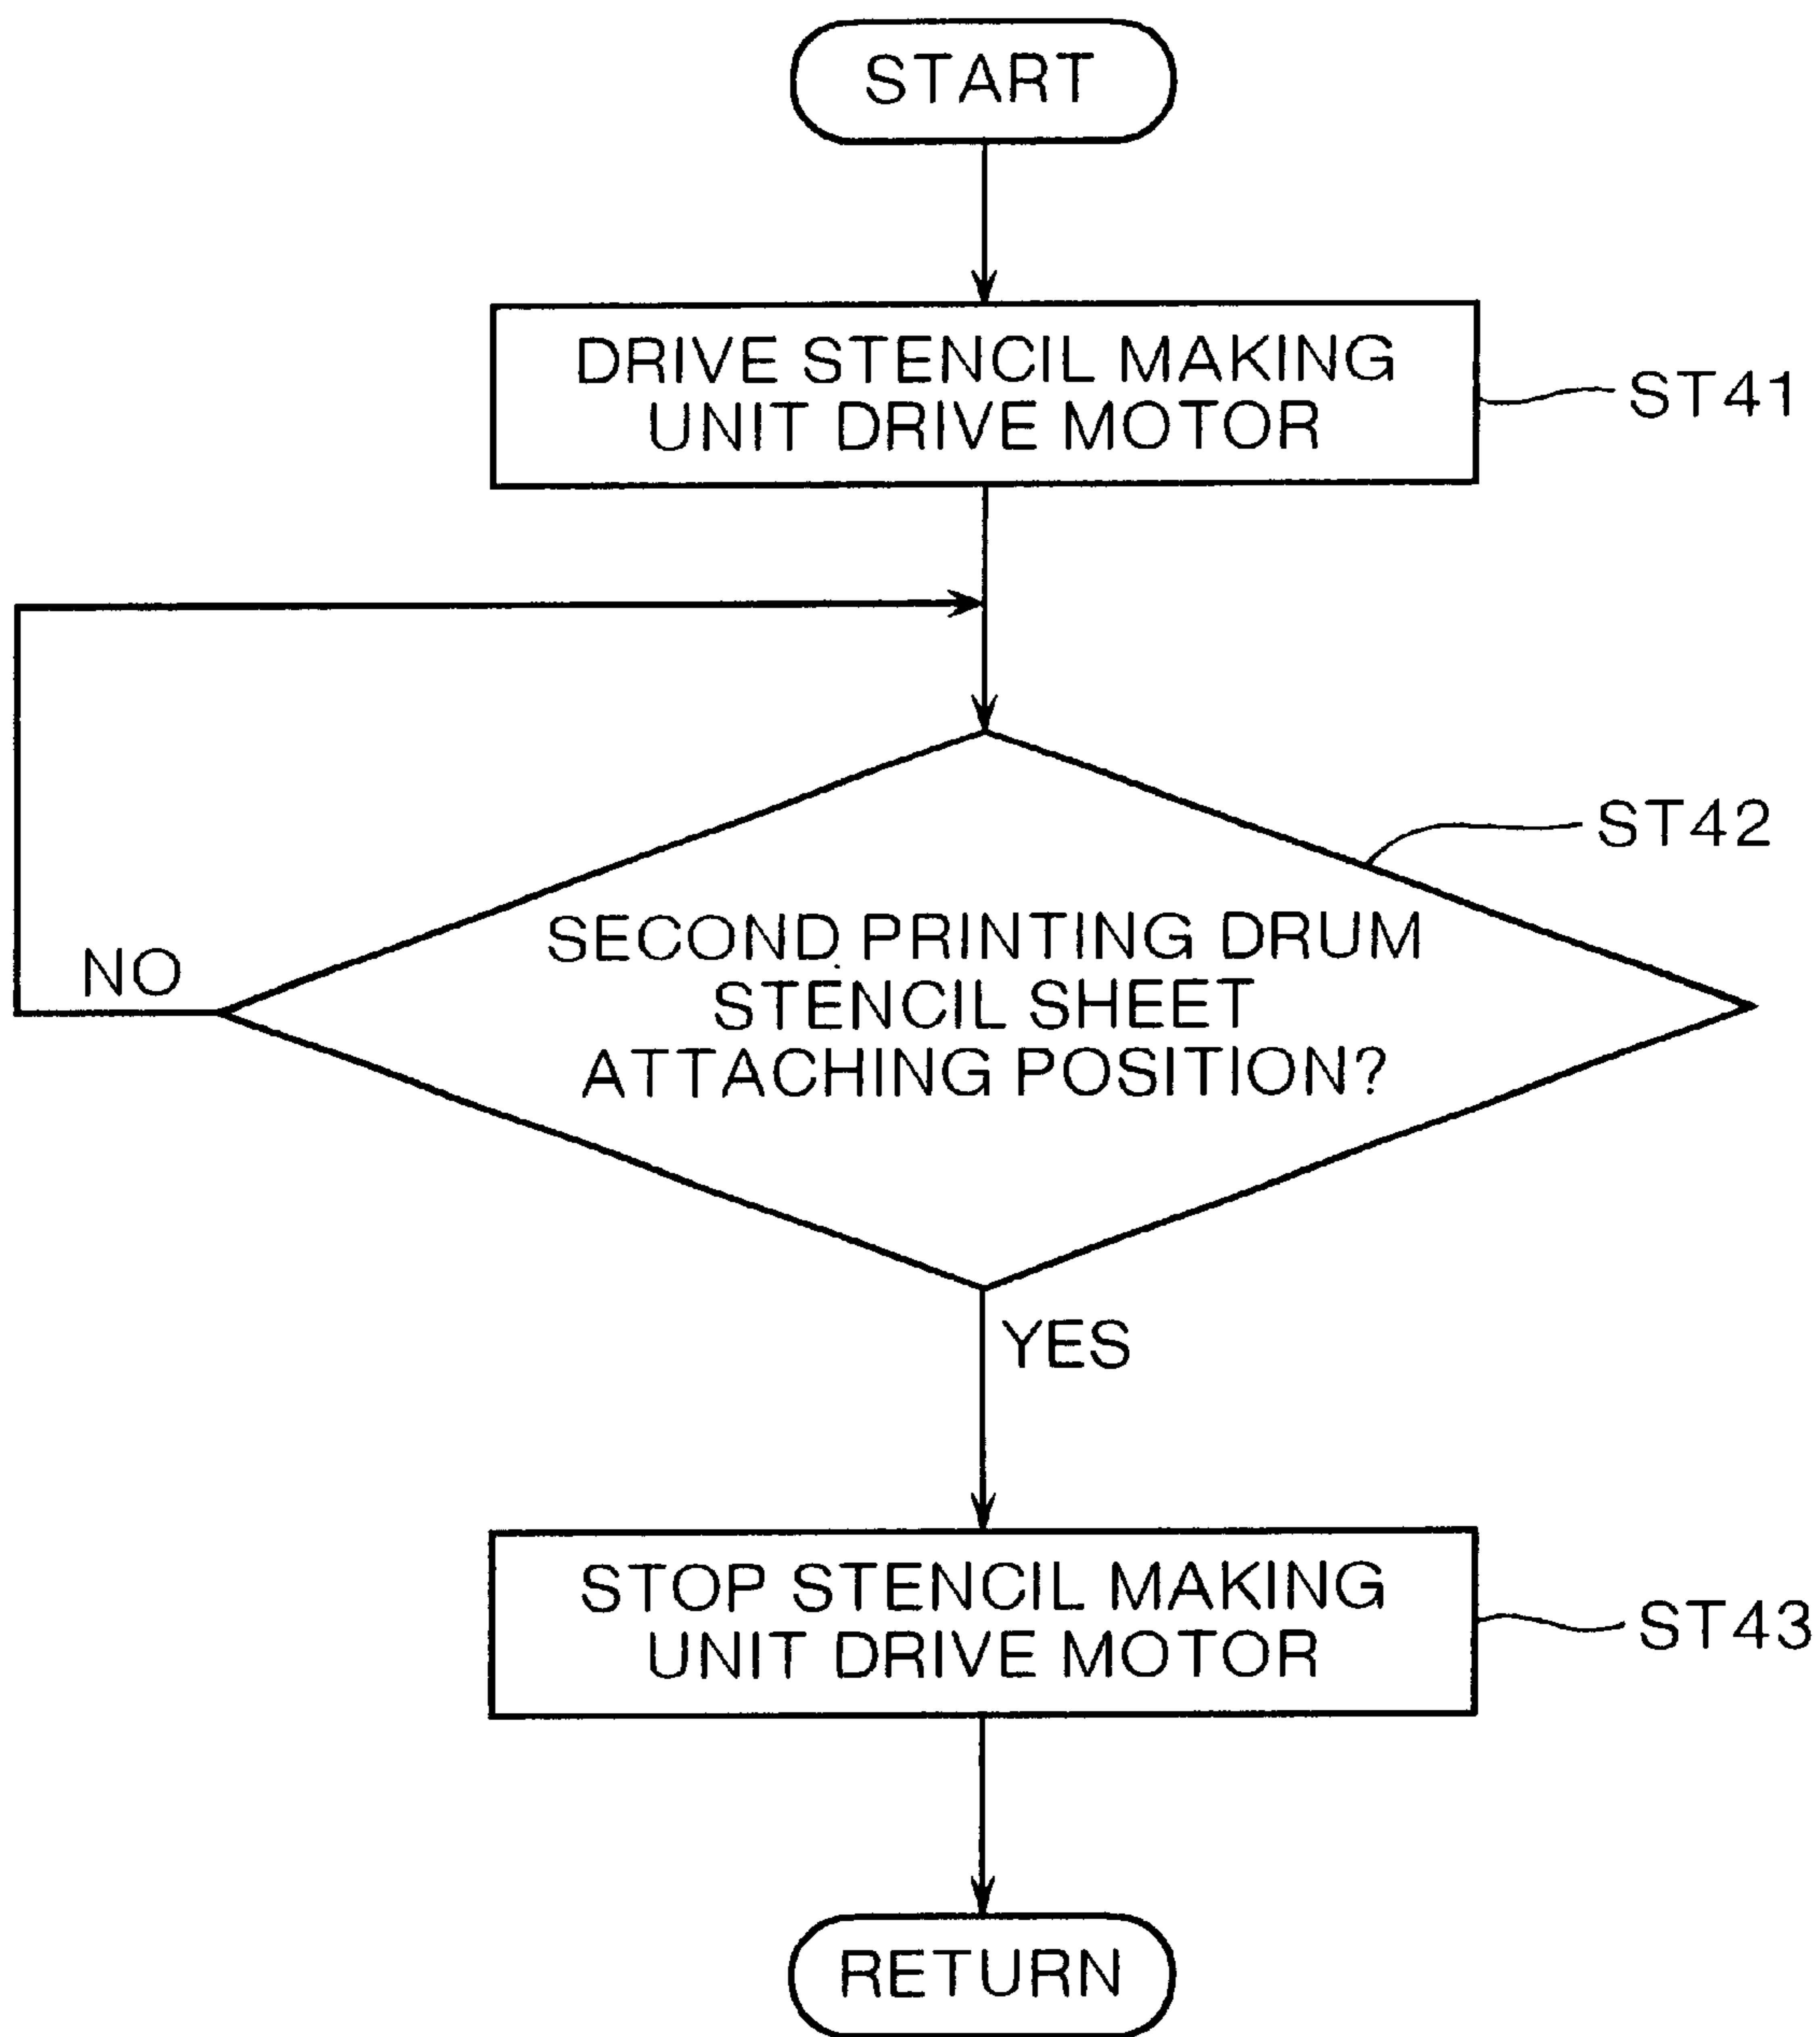 START
DRIVE STENCIL MAKING
UNIT DRIVE MOTOR
ST41
ST42
SECOND PRINTING DRUM
STENCIL SHEET
ATTACHING POSITION?
NO
YES
STOP STENCIL MAKING
UNIT DRIVE MOTOR
ST43
RETURN